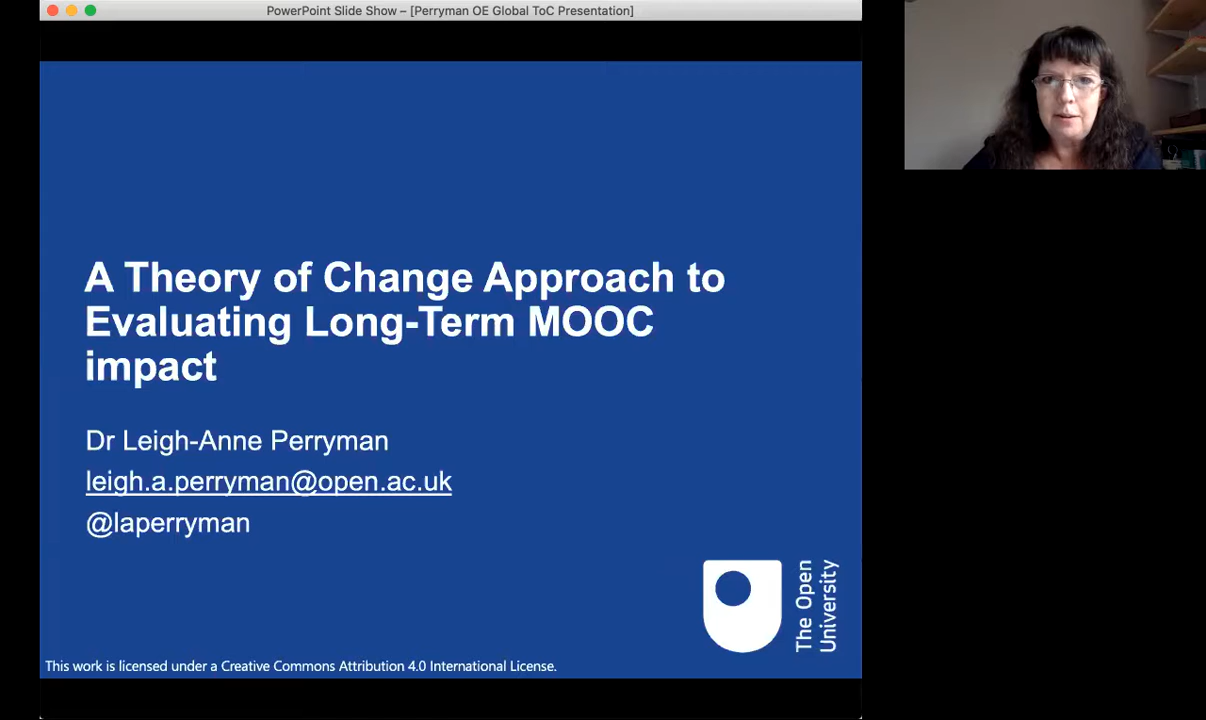 PowerPoint Slide Show – [Perryman OE Global ToC Presentation]
A Theory of Change Approach to
Evaluating Long-Term MOOC
impact
Dr Leigh-Anne Perryman
leigh.a.perryman@open.ac.uk
@laperryman
The Open
University
This work is licensed under a Creative Commons Attribution 4.0 International License.